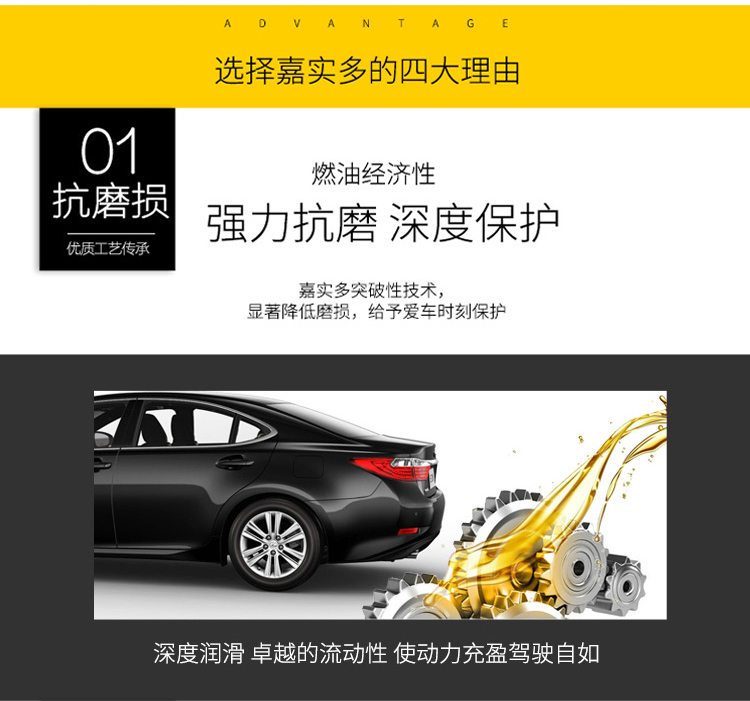 ADVANTAGE
选择嘉实多的四大理由
01
抗磨损
优质工艺传承
燃油经济性
强力抗磨 深度保护
嘉实多突破性技术，
显著降低磨损，给予爱车时刻保护
深度润滑 卓越的流动性 使动力充盈驾驶自如